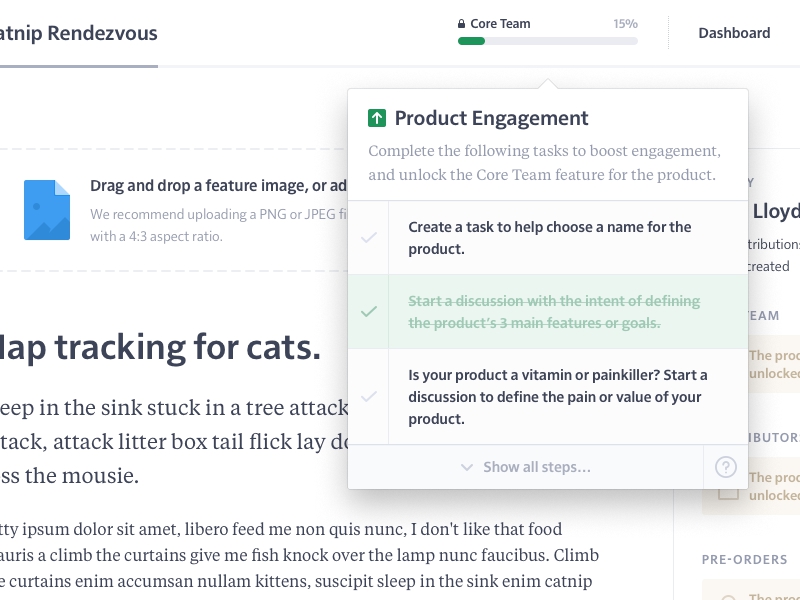 atnip Rendezvous
Core Team 15%
Dashboard
Product Engagement
Complete the following tasks to boost engagement,
and unlock the Core Team feature for the product.
Create a task to help choose a name for the
product.
Start a discussion with the intent of defining
the product's 3 main features or goals.
Is your product a vitamin or painkiller? Start a
discussion to define the pain or value of your
product.
Show all steps...
?
Drag and drop a feature image, or ad
We recommend uploading a PNG or JPEG fi
with a 4:3 aspect ratio.
ap tracking for cats.
eep in the sink stuck in a tree attack
tack, attack litter box tail flick lay do
ss the mousie.
tty ipsum dolor sit amet, libero feed me non quis nunc, I don't like that food
auris a climb the curtains give me fish knock over the lamp nunc faucibus. Climb
e curtains enim accumsan nullam kittens, suscipit sleep in the sink enim catnip
Y
Lloyd
tributions
created
EAM
The proc
unlocked
IBUTOR
The proc
unlocked
PRE-ORDERS
The proc